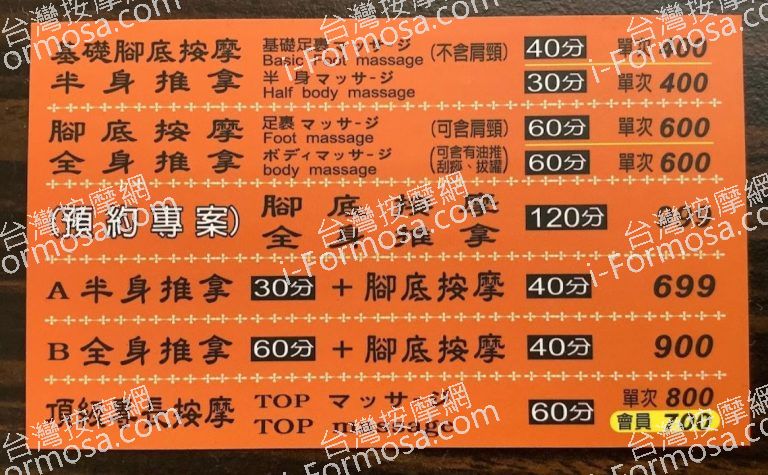 基礎腳底按摩 基礎足裏マッサージ Basic Foot massage (不含肩頸) 40分 單次 400
半身推拿 半身マッサージ Half body massage 30分 單次 400
腳底按摩 足裏マッサージ Foot massage (可含肩頸) 60分 單次 600
全身推拿 ボディマッサージ body massage (可含有油推刮痧、拔罐) 60分 單次 600
(預約專案) 腳底按摩 全身推拿 120分
A 半身推拿 30分 + 腳底按摩 40分 699
B 全身推拿 60分 + 腳底按摩 40分 900
頂級 按摩 TOP マッサージ TOP massage 60分 單次 800 會員 700
台灣按摩網
i-Formosa.com